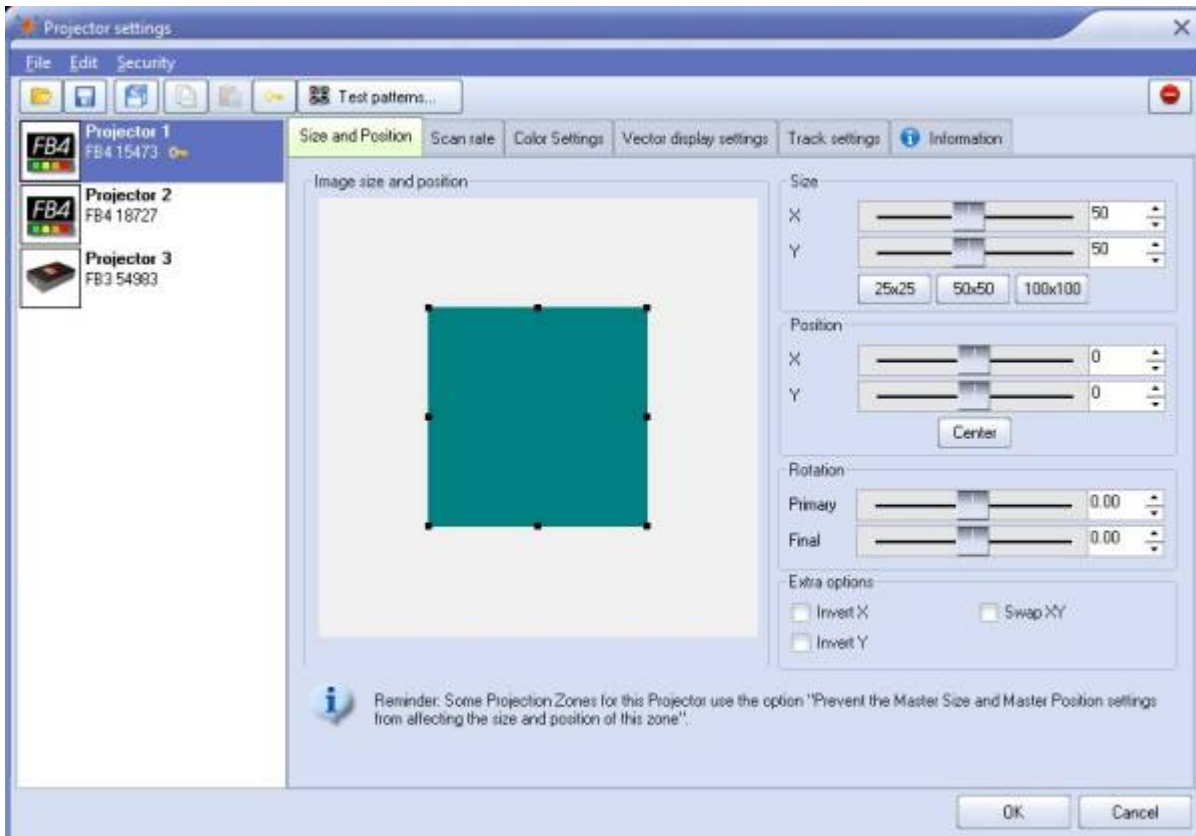 Projector settings
File Edit Security
Test patterns...
FB4
Projector 1
FB4 15473
FB4
Projector 2
FB4 18727
Projector 3
FB3 54983
Size and Position Scan rate Color Settings Vector display settings Track settings Information
Image size and position
Size
X 50
Y 50
25x25 50x50 100x100
Position
X 0
Y 0
Center
Rotation
Primary 0.00
Final 0.00
Extra options
Invert X Swap XY
Invert Y
Reminder: Some Projection Zones for this Projector use the option "Prevent the Master Size and Master Position settings
from affecting the size and position of this zone".
OK Cancel